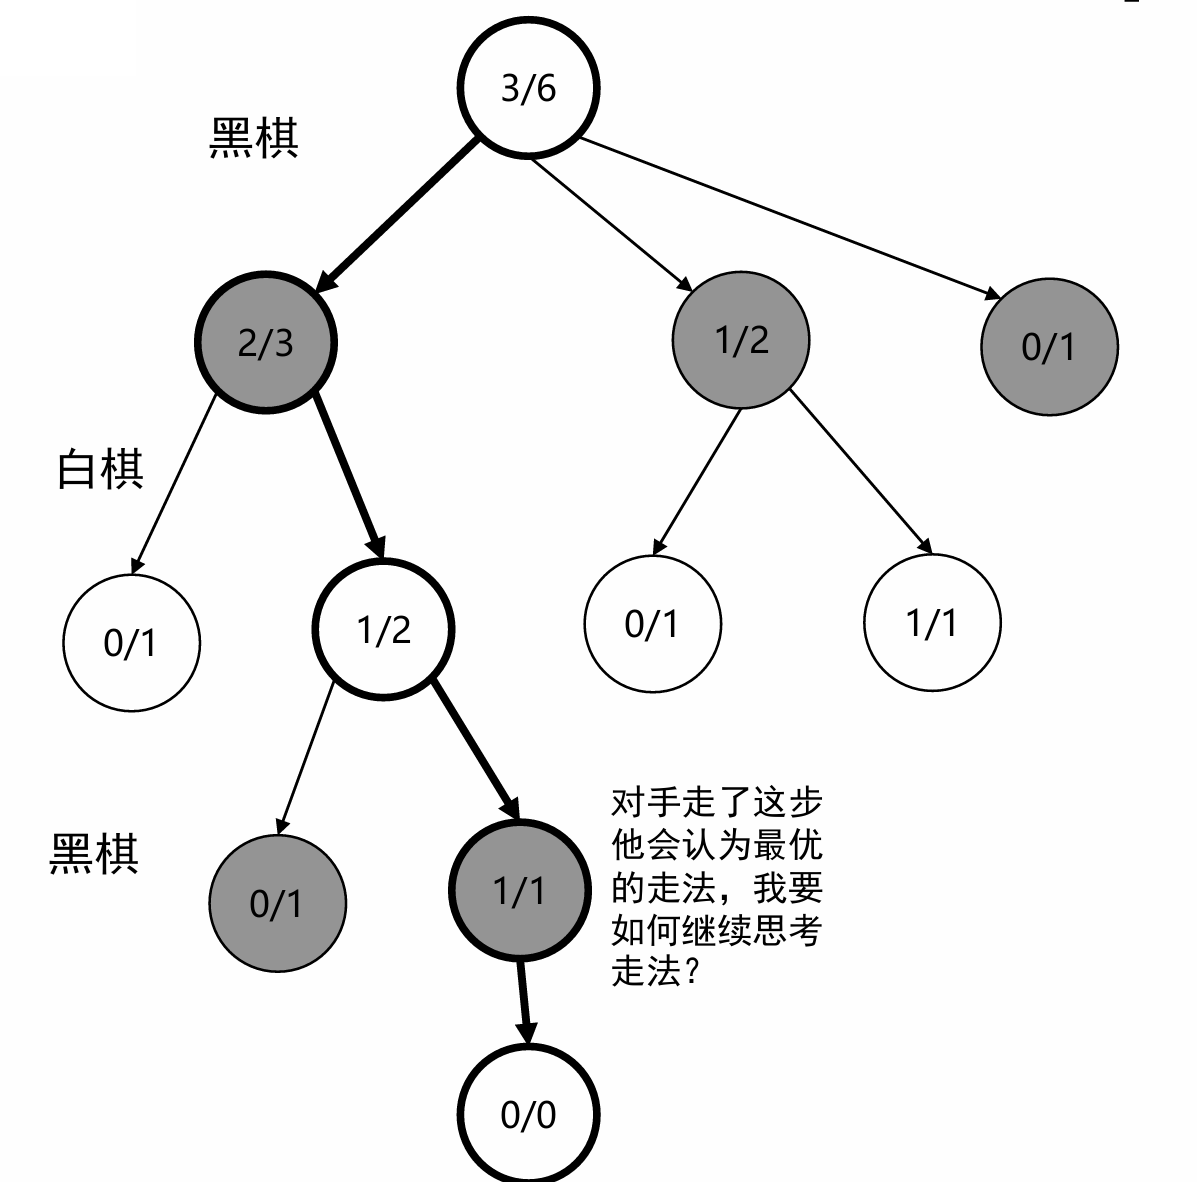 3/6
黑棋
2/3
1/2
0/1
白棋
0/1
1/2
0/1
1/1
黑棋
0/1
1/1
对手走了这步
他会认为最优
的走法，我要
如何继续思考
走法？
0/0